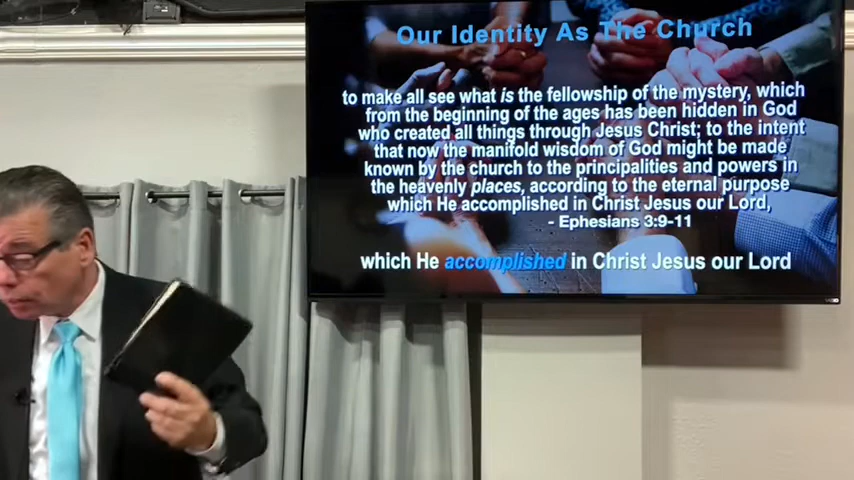 Our Identity As The Church
to make all see what is the fellowship of the mystery, which
from the beginning of the ages has been hidden in God
who created all things through Jesus Christ; to the intent
that now the manifold wisdom of God might be made
known by the church to the principalities and powers in
the heavenly places, according to the eternal purpose
which He accomplished in Christ Jesus our Lord,
- Ephesians 3:9-11
which He accomplished in Christ Jesus our Lord